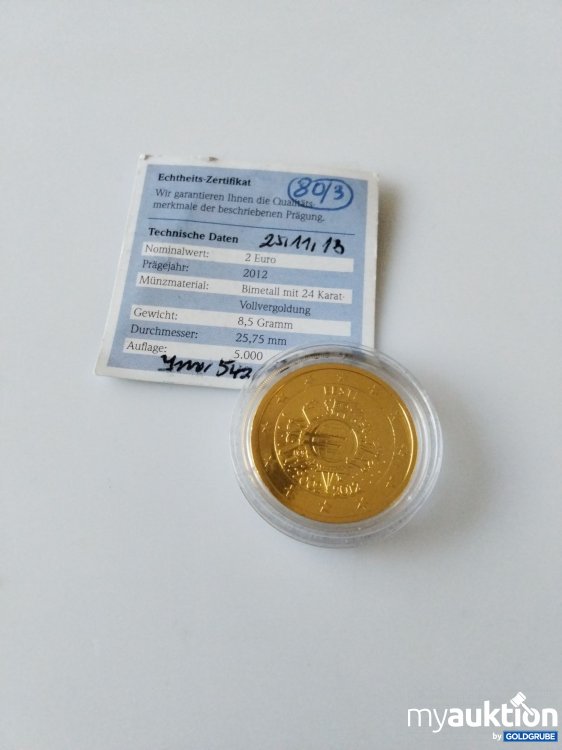 Echtheits-Zertifikat
80/3
Wir garantieren Ihnen die Qualitäts-
merkmale der beschriebenen Prägung.
Technische Daten 25,11,13
Nominalwert: 2 Euro
Prägejahr: 2012
Münzmaterial: Bimetall mit 24 Karat-
Vollvergoldung
Gewicht: 8,5 Gramm
Durchmesser: 25,75 mm
Auflage: 5.000
EESTI
2012
myauktion
by GOLDGRUBE